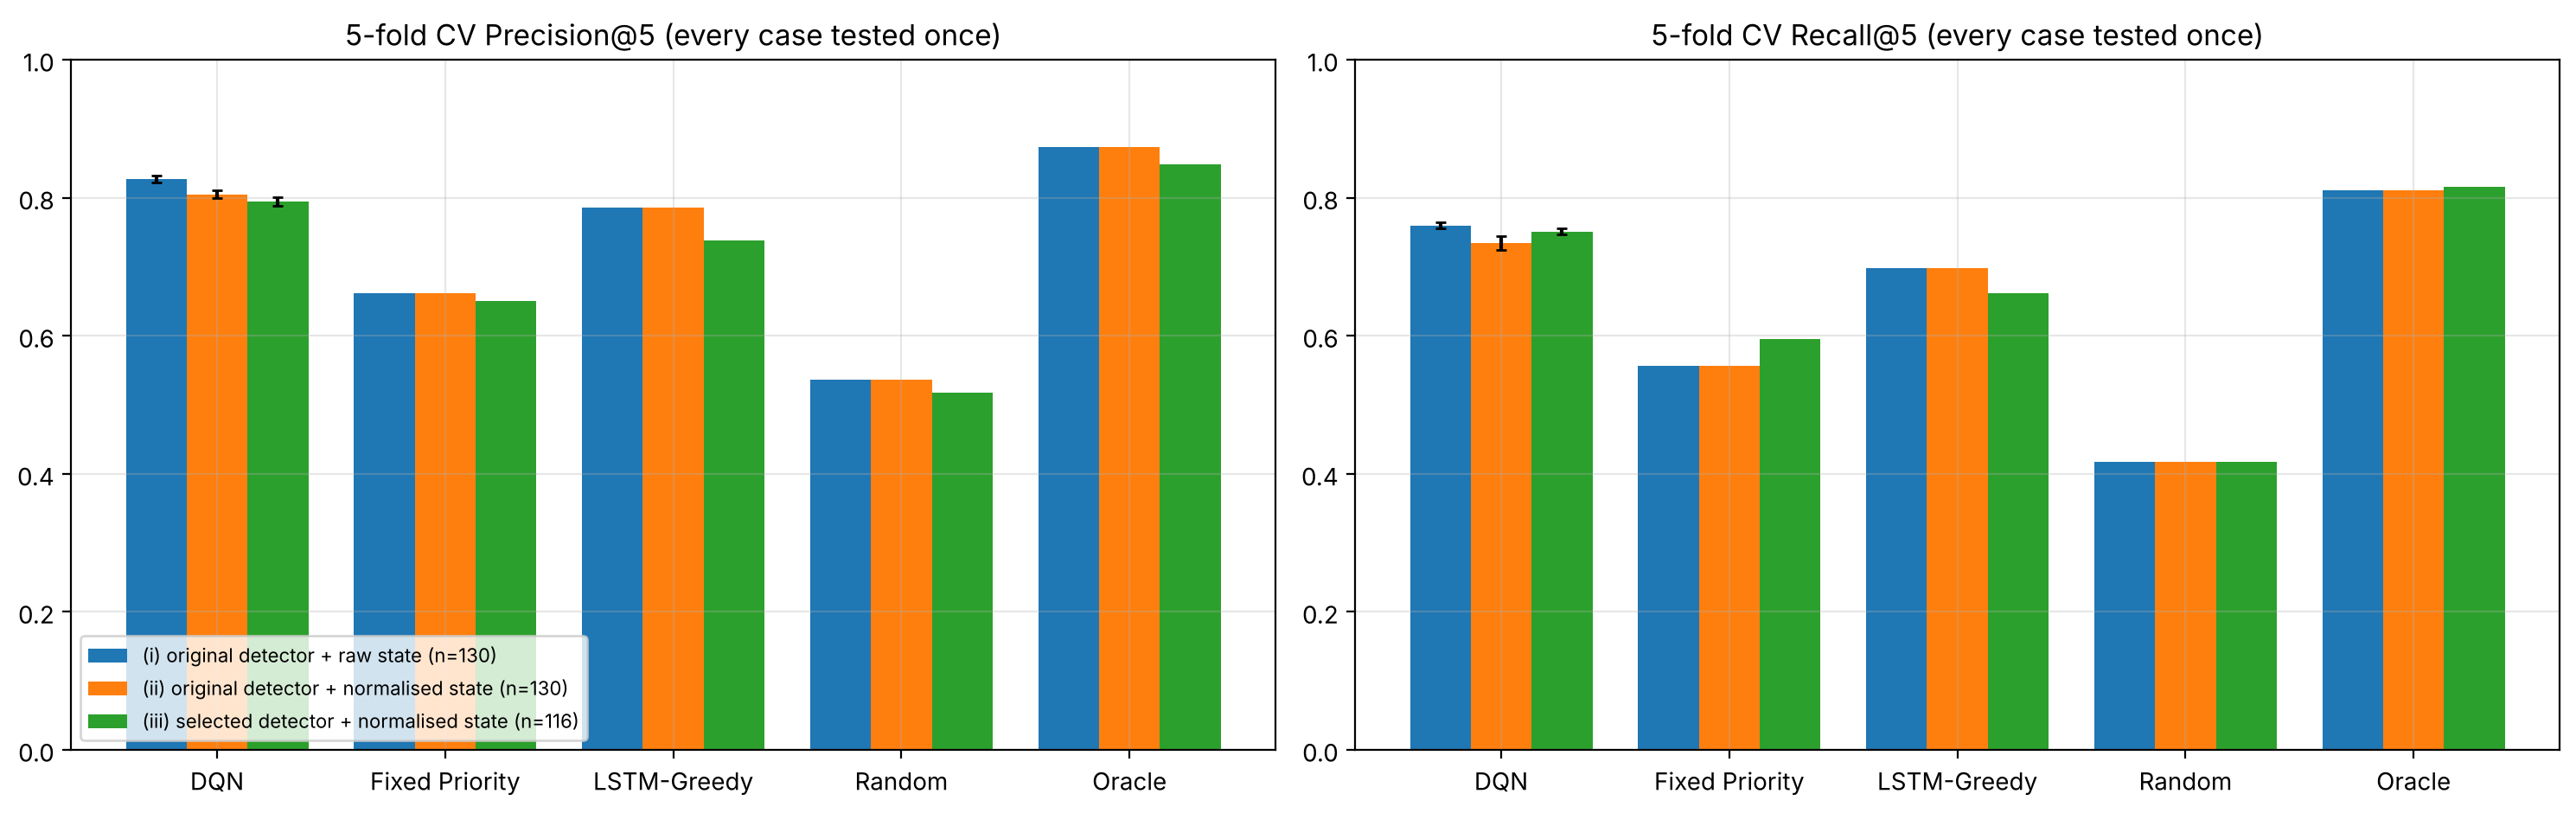 5-fold CV Precision@5 (every case tested once)
1.0
0.8
0.6
0.4
0.2
0.0
(i) original detector + raw state (n=130)
(ii) original detector + normalised state (n=130)
(iii) selected detector + normalised state (n=116)
DQN Fixed Priority LSTM-Greedy Random Oracle
5-fold CV Recall@5 (every case tested once)
1.0
0.8
0.6
0.4
0.2
0.0
DQN Fixed Priority LSTM-Greedy Random Oracle